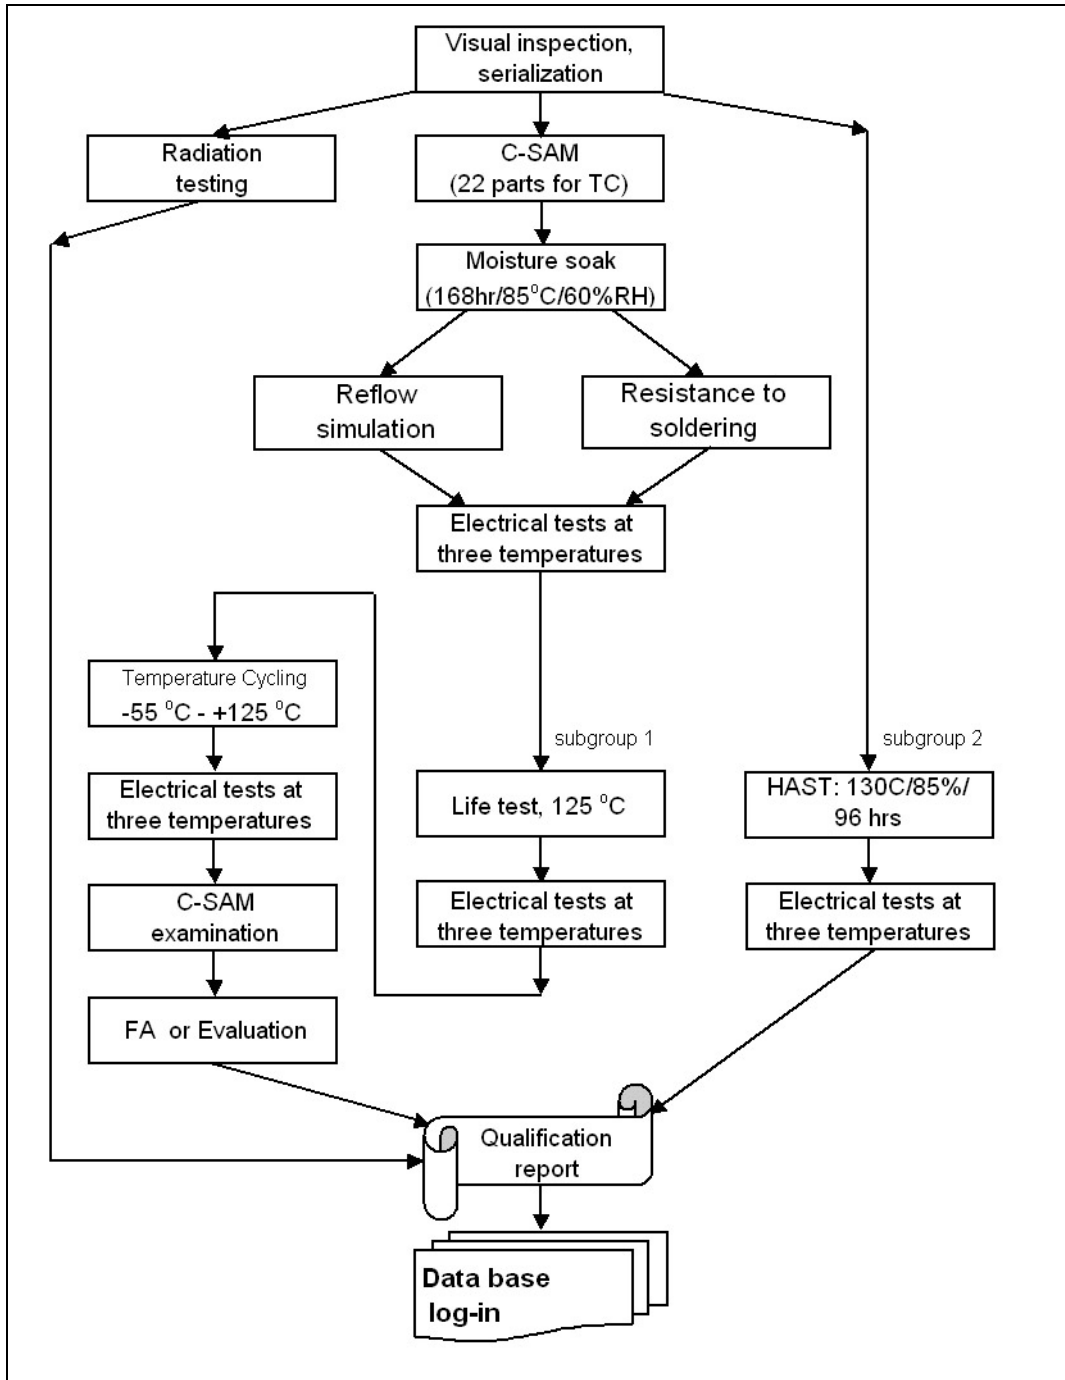 Visual inspection,
serialization
Radiation
testing
C-SAM
(22 parts for TC)
Moisture soak
(168hr/85°C/60%RH)
Reflow
simulation
Resistance to
soldering
Electrical tests at
three temperatures
Temperature Cycling
-55 °C - +125 °C
subgroup 1
subgroup 2
Electrical tests at
three temperatures
Life test, 125 °C
HAST: 130C/85%/
96 hrs
C-SAM
examination
Electrical tests at
three temperatures
Electrical tests at
three temperatures
FA or Evaluation
Qualification
report
Data base
log-in